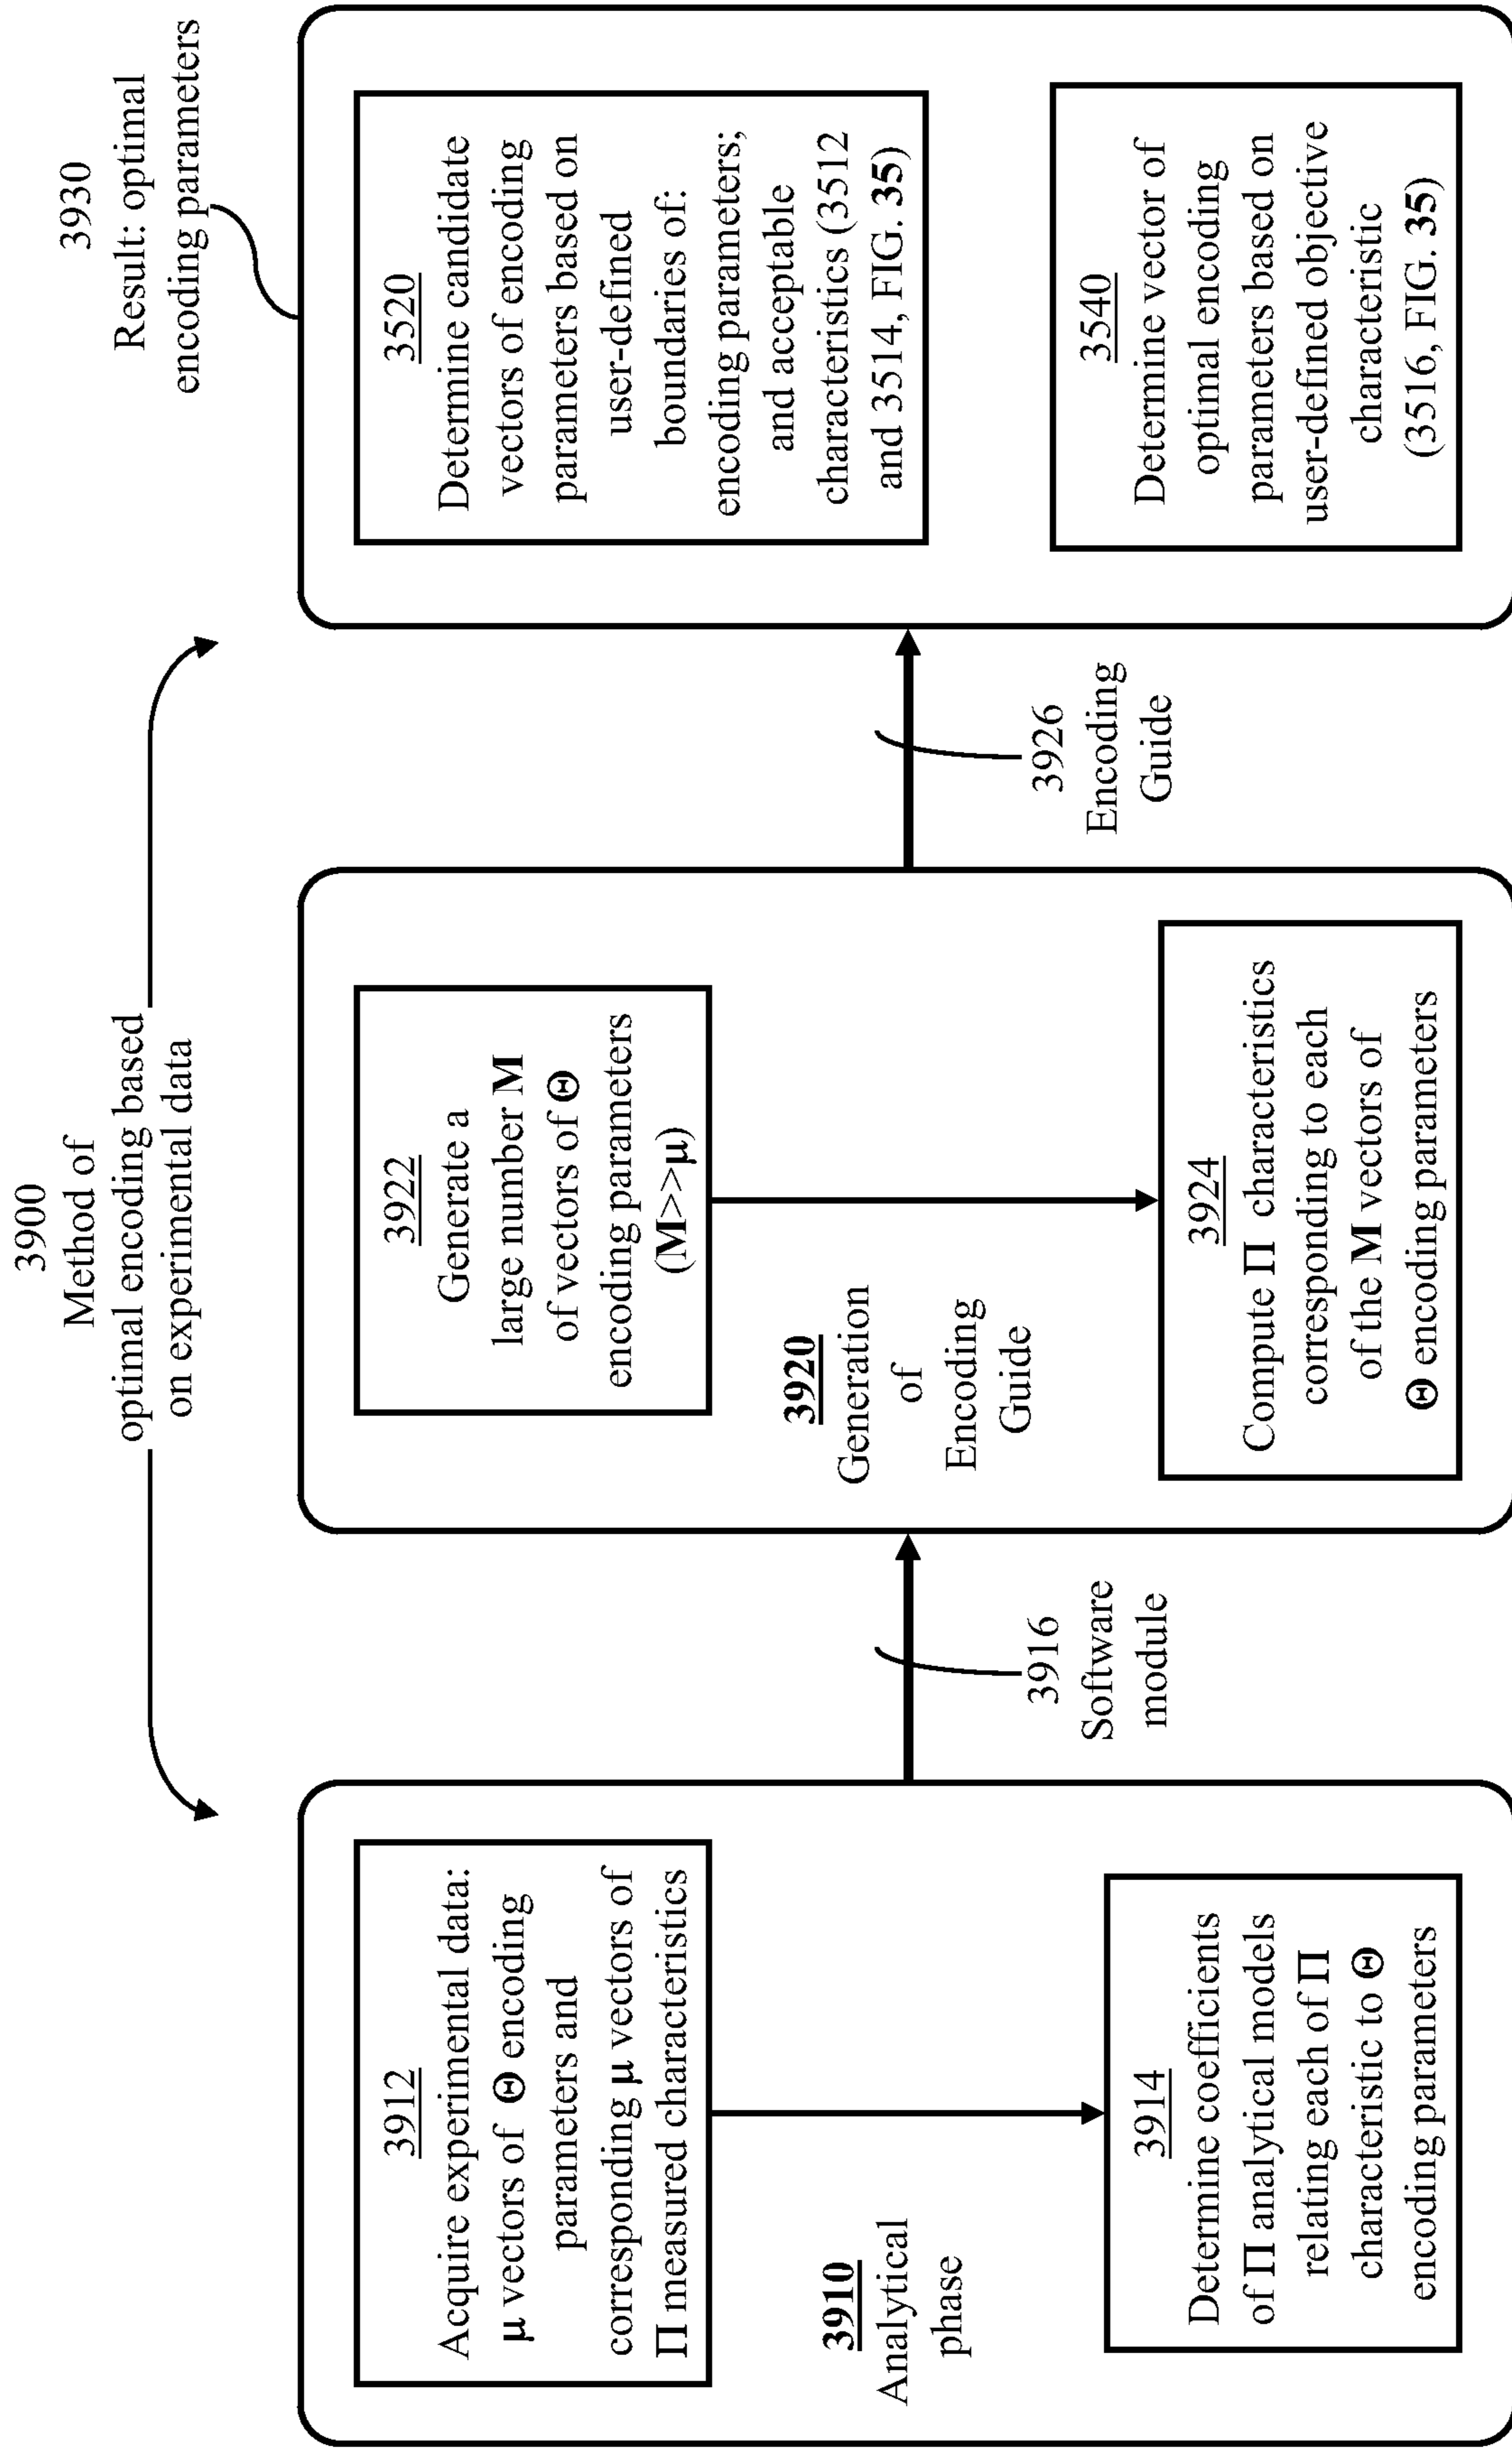 3900
Method of
optimal encoding based
on experimental data
3912
Acquire experimental data:
μ vectors of Θ encoding
parameters and
corresponding μ vectors of
Π measured characteristics
3910
Analytical
phase
3914
Determine coefficients
of Π analytical models
relating each of Π
characteristic to Θ
encoding parameters
3916
Software
module
3922
Generate a
large number M
of vectors of Θ
encoding parameters
(M>>μ)
3920
Generation
of
Encoding
Guide
3924
Compute Π characteristics
corresponding to each
of the M vectors of
Θ encoding parameters
3926
Encoding
Guide
3930
Result: optimal
encoding parameters
3520
Determine candidate
vectors of encoding
parameters based on
user-defined
boundaries of:
encoding parameters;
and acceptable
characteristics (3512
and 3514, FIG. 35)
3540
Determine vector of
optimal encoding
parameters based on
user-defined objective
characteristic
(3516, FIG. 35)